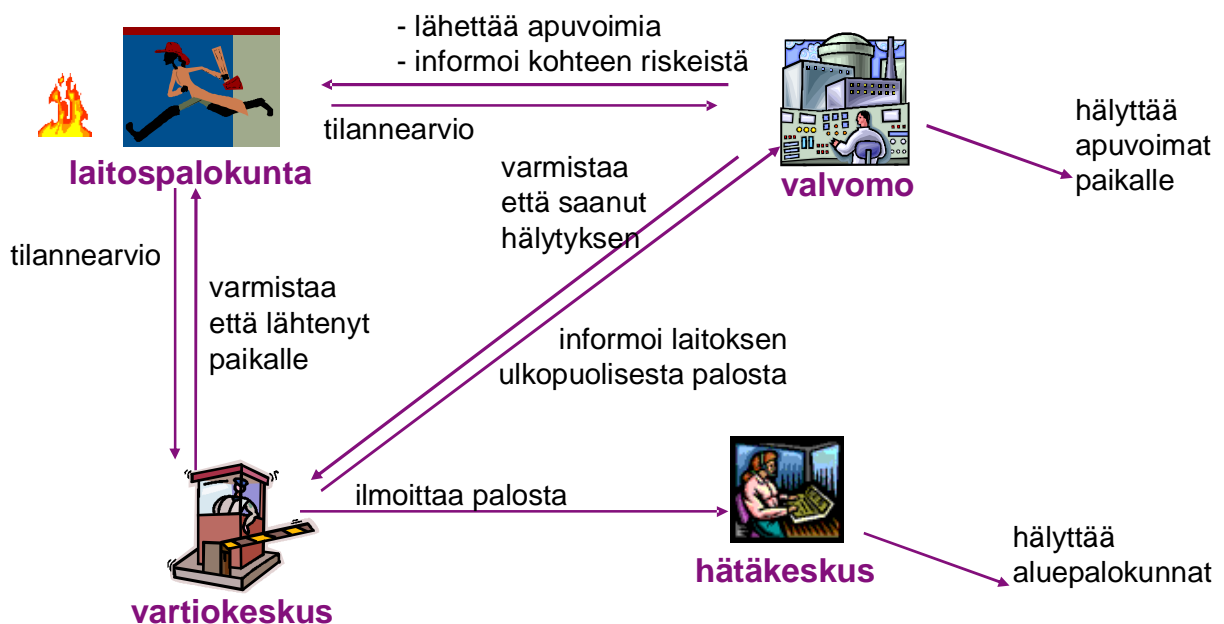 - lähettää apuvoimia
- informoi kohteen riskeistä
tilannearvio
laitospalokunta
valvomo
hälyttää
apuvoimat
paikalle
varmistaa
että saanut
hälytyksen
tilannearvio
varmistaa
että lähtenyt
paikalle
informoi laitoksen
ulkopuolisesta palosta
ilmoittaa palosta
vartiokeskus
hätäkeskus
hälyttää
aluepalokunnat